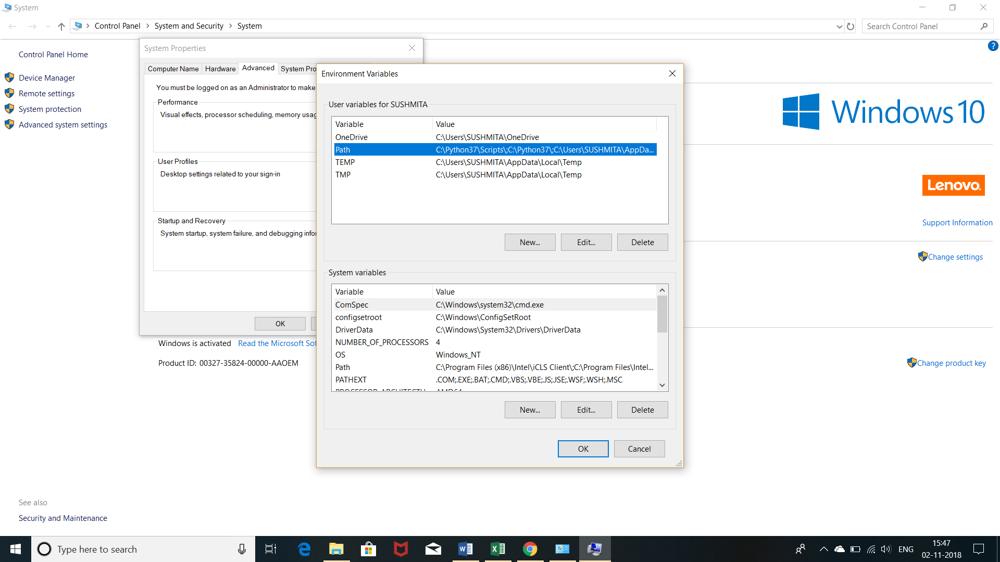 System
Control Panel
System and Security
System
Search Control Panel
Control Panel Home
Device Manager
Remote settings
System protection
Advanced system settings
System Properties
Computer Name
Hardware
Advanced
System Pro
You must be logged on as an Administrator to make
Performance
Visual effects, processor scheduling, memory usag
User Profiles
Desktop settings related to your sign-in
Startup and Recovery
System startup, system failure, and debugging infor
OK
Environment Variables
User variables for SUSHMITA
Variable Value
OneDrive C:\Users\SUSHMITA\OneDrive
Path C:\Python37\Scripts\;C:\Python37\;C:\Users\SUSHMITA\AppDa...
TEMP C:\Users\SUSHMITA\AppData\Local\Temp
TMP C:\Users\SUSHMITA\AppData\Local\Temp
New... Edit... Delete
System variables
Variable Value
ComSpec C:\Windows\system32\cmd.exe
configsetroot C:\Windows\ConfigSetRoot
DriverData C:\Windows\System32\Drivers\DriverData
NUMBER_OF_PROCESSORS 4
OS Windows_NT
Path C:\Program Files (x86)\Intel\iCLS Client\;C:\Program Files\Intel...
PATHEXT .COM;.EXE;.BAT;.CMD;.VBS;.VBE;.JS;.JSE;.WSF;.WSH;.MSC
New... Edit... Delete
OK Cancel
?
Windows 10
Lenovo.
Support Information
Change settings
Windows is activated Read the Microsoft Sof
Product ID: 00327-35824-00000-AAOEM
Change product key
See also
Security and Maintenance
Type here to search
ENG
15:47
02-11-2018